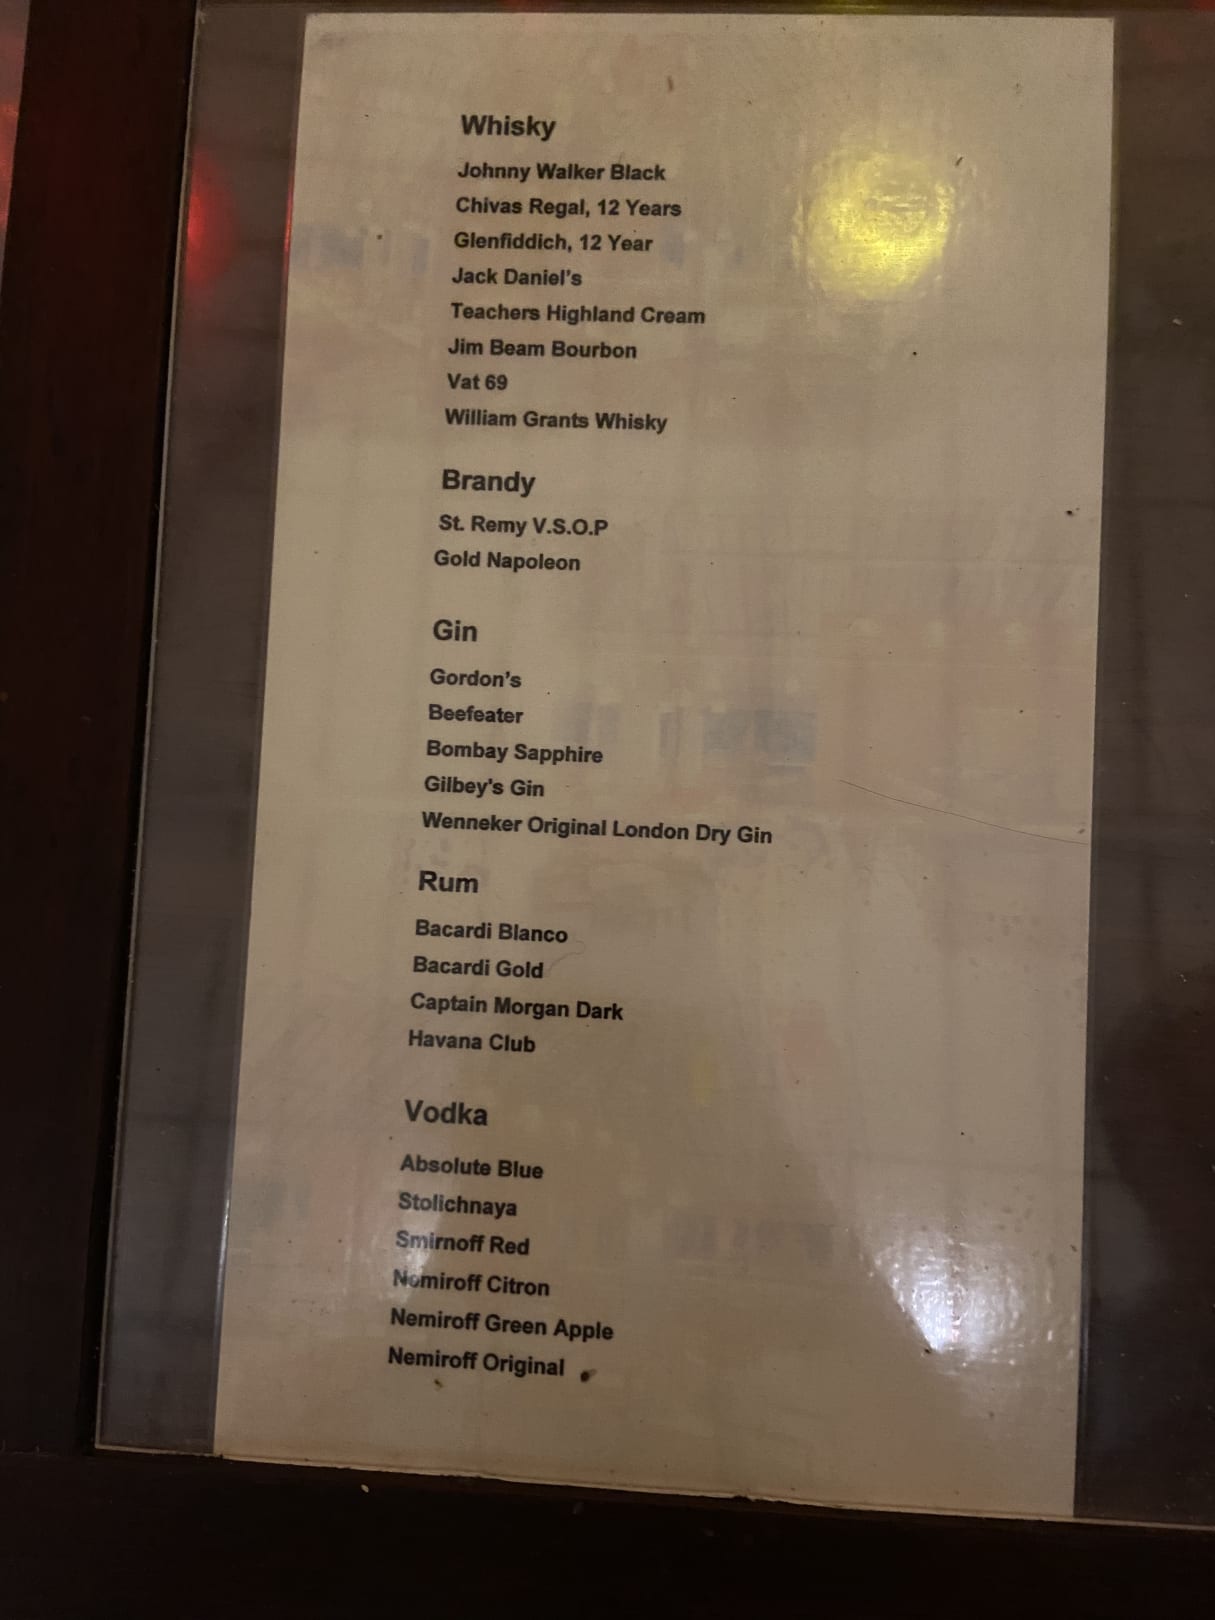 Whisky
Johnny Walker Black
Chivas Regal, 12 Years
Glenfiddich, 12 Year
Jack Daniel's
Teachers Highland Cream
Jim Beam Bourbon
Vat 69
William Grants Whisky
Brandy
St. Remy V.S.O.P
Gold Napoleon
Gin
Gordon's
Beefeater
Bombay Sapphire
Gilbey's Gin
Wenneker Original London Dry Gin
Rum
Bacardi Blanco
Bacardi Gold
Captain Morgan Dark
Havana Club
Vodka
Absolute Blue
Stolichnaya
Smirnoff Red
Nemiroff Citron
Nemiroff Green Apple
Nemiroff Original